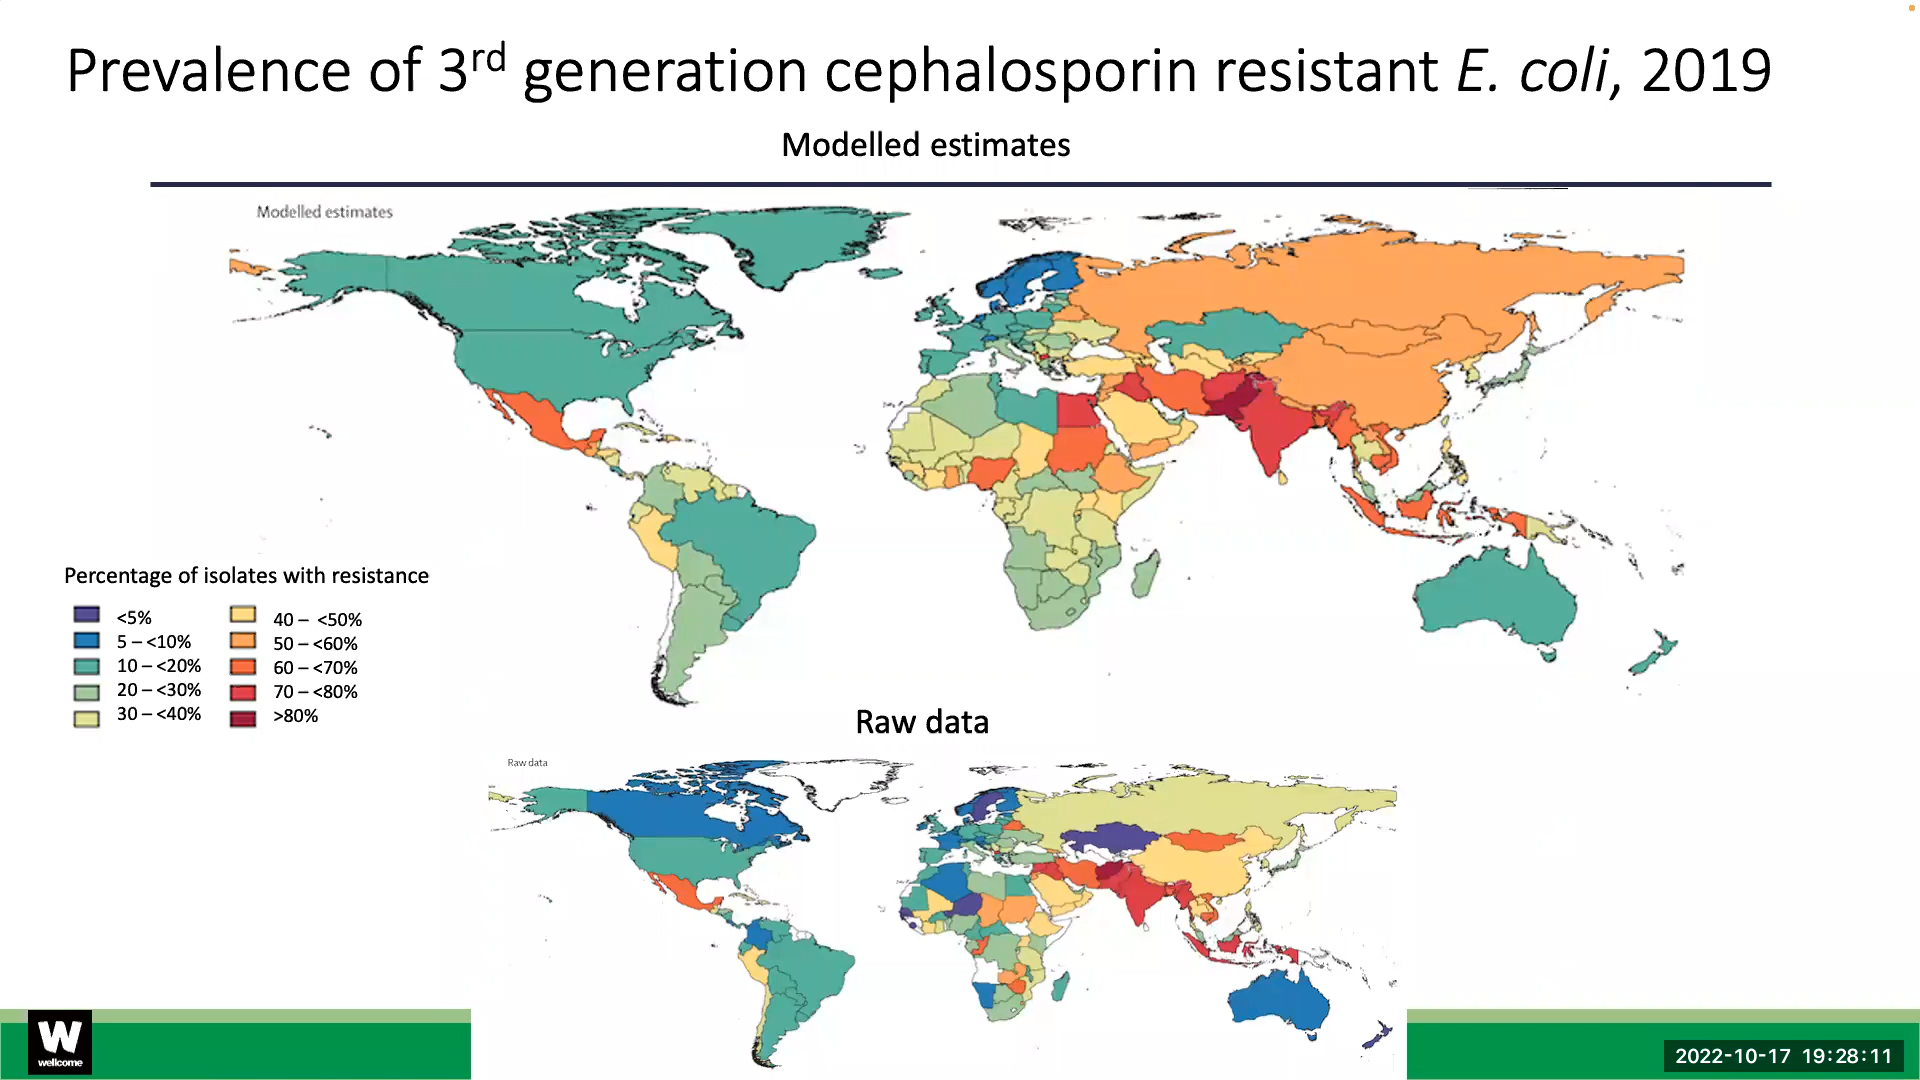 Prevalence of 3rd generation cephalosporin resistant E. coli, 2019
Modelled estimates
Modelled estimates
Percentage of isolates with resistance
<5%
5 – <10%
10 – <20%
20 – <30%
30 – <40%
40 – <50%
50 – <60%
60 – <70%
70 – <80%
>80%
Raw data
Raw data
W
wellcome
2022-10-17 19:28:11